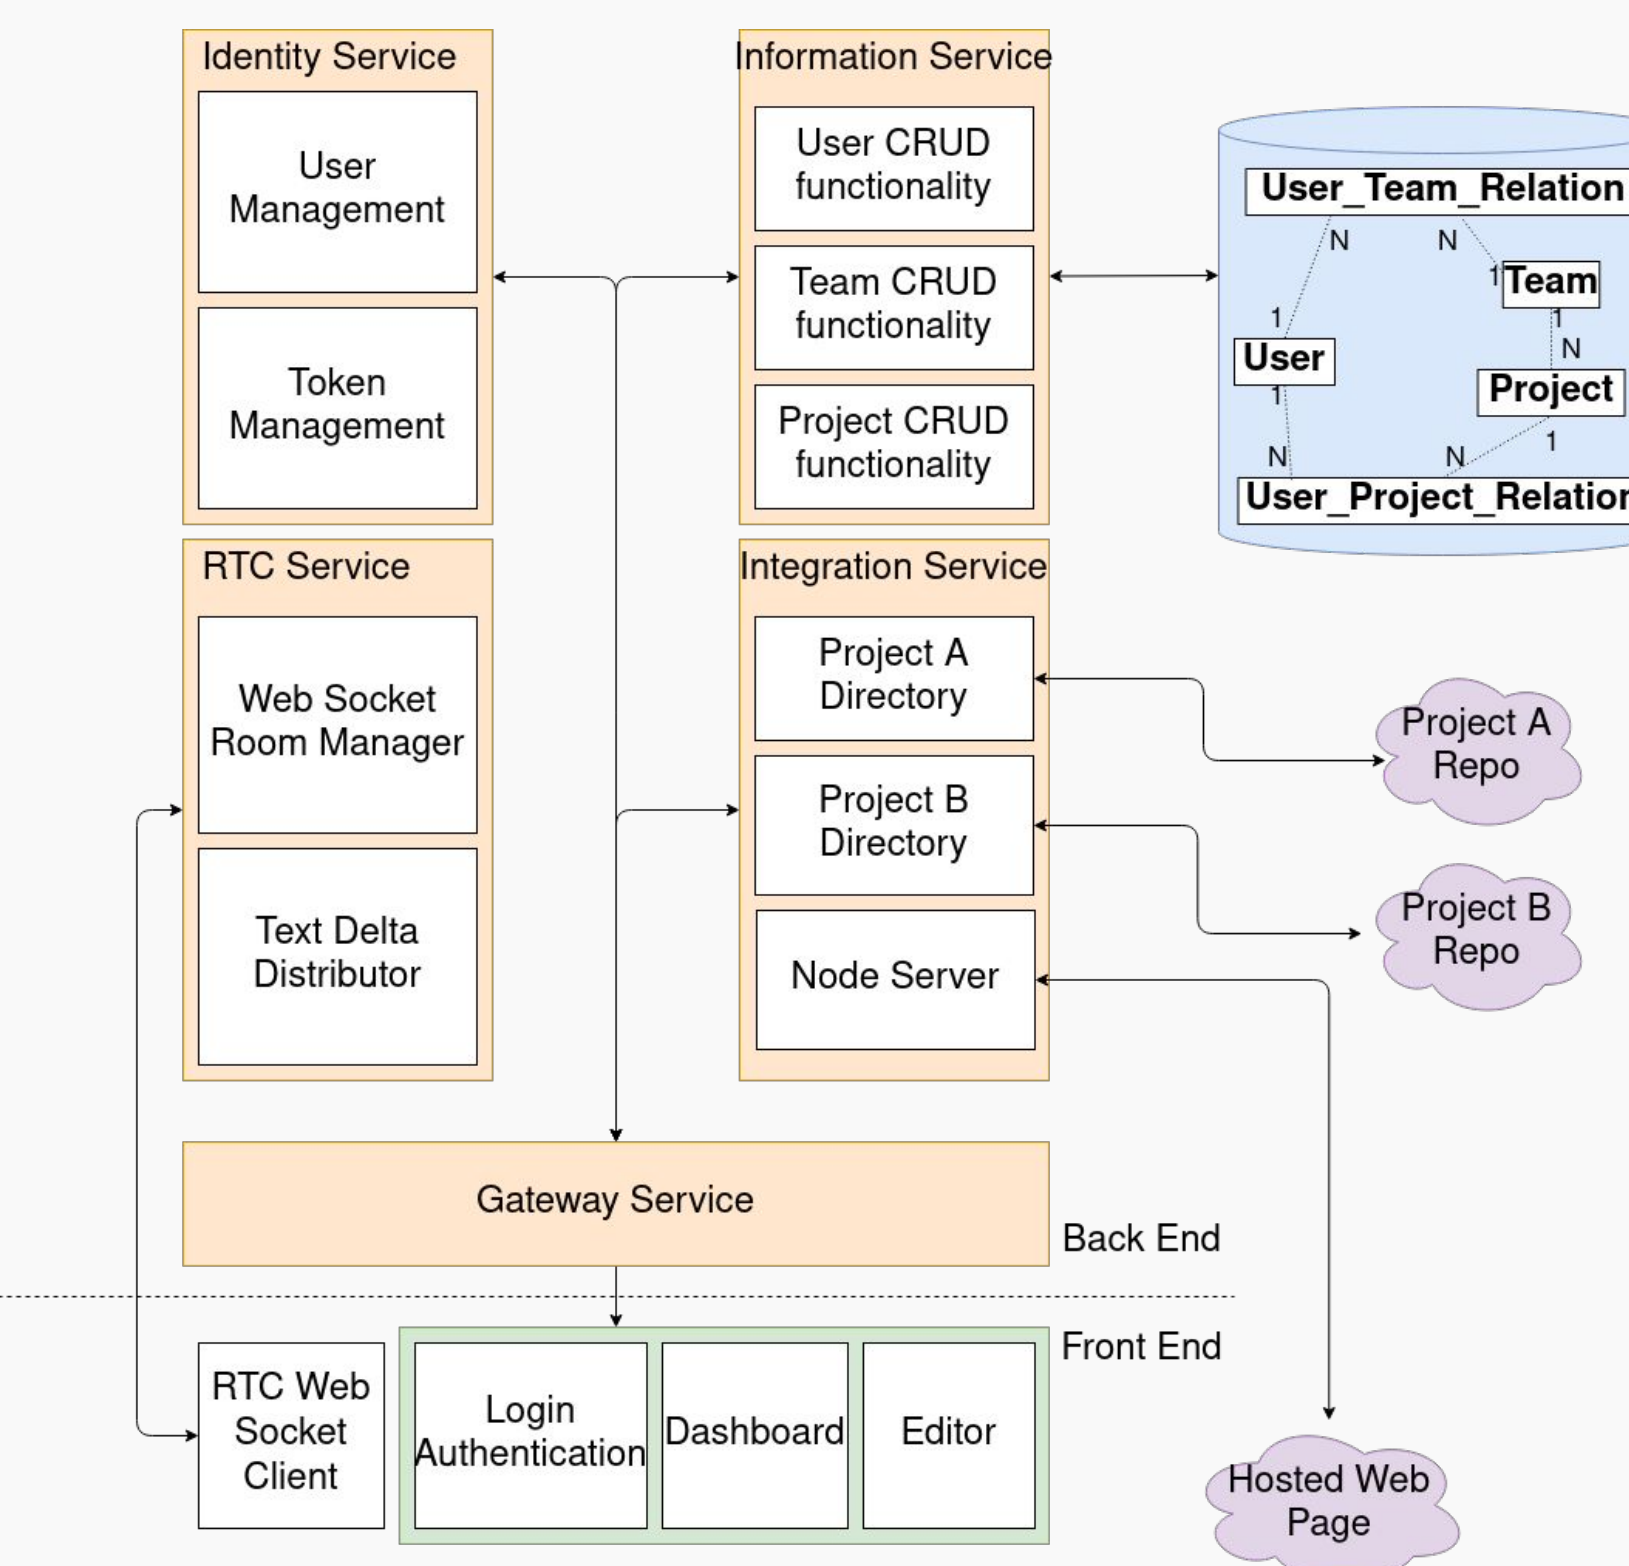 Identity Service
User
Management
Token
Management
Information Service
User CRUD
functionality
Team CRUD
functionality
Project CRUD
functionality
User_Team_Relation
N
N
1
Team
1
1
N
User
Project
1
1
N
N
User_Project_Relation
RTC Service
Web Socket
Room Manager
Text Delta
Distributor
Integration Service
Project A
Directory
Project B
Directory
Node Server
Project A
Repo
Project B
Repo
Gateway Service
Back End
Front End
RTC Web
Socket
Client
Login
Authentication
Dashboard
Editor
Hosted Web
Page